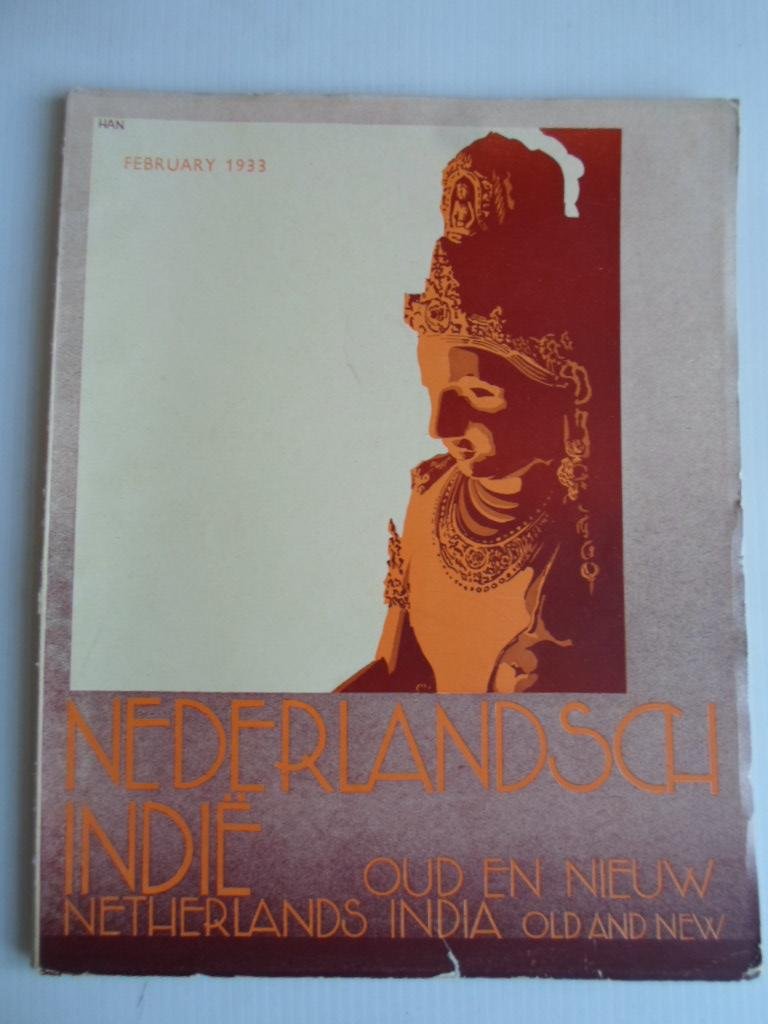 HAN
FEBRUARY 1933
NEDERLANDSCH
INDIË
OUD EN NIEUW
NETHERLANDS INDIA OLD AND NEW